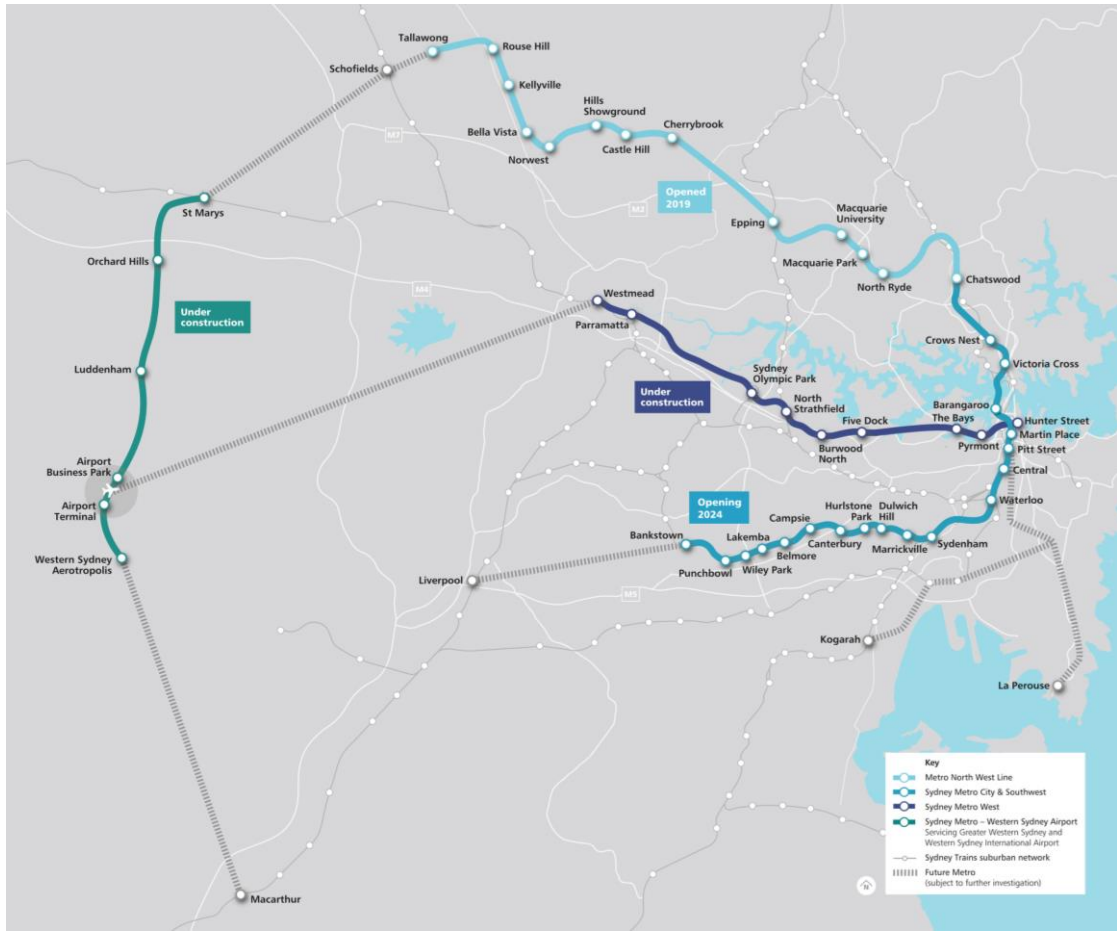 Tallawong
Rouse Hill
Schofields
Kellyville
Hills
Showground
Bella Vista
Cherrybrook
M7
Castle Hill
Norwest
Opened
2019
St Marys
M2
Macquarie
University
Epping
Orchard Hills
Macquarie Park
North Ryde
Chatswood
M4
Westmead
Under
construction
Parramatta
Crows Nest
Victoria Cross
Luddenham
Sydney
Olympic Park
Under
construction
North
Strathfield
Barangaroo
Five Dock
The Bays
Hunter Street
Martin Place
Pyrmont
Pitt Street
Burwood
North
Airport
Business Park
Central
Airport
Terminal
Opening
2024
Waterloo
Hurlstone
Park
Dulwich
Hill
Campsie
Bankstown
Lakemba
Canterbury
Sydenham
Marrickville
Belmore
Western Sydney
Aerotropolis
Punchbowl
Wiley Park
Liverpool
M5
Kogarah
La Perouse
Macarthur
Key
Metro North West Line
Sydney Metro City & Southwest
Sydney Metro West
Sydney Metro – Western Sydney Airport
Servicing Greater Western Sydney and
Western Sydney International Airport
Sydney Trains suburban network
Future Metro
(subject to further investigation)
N